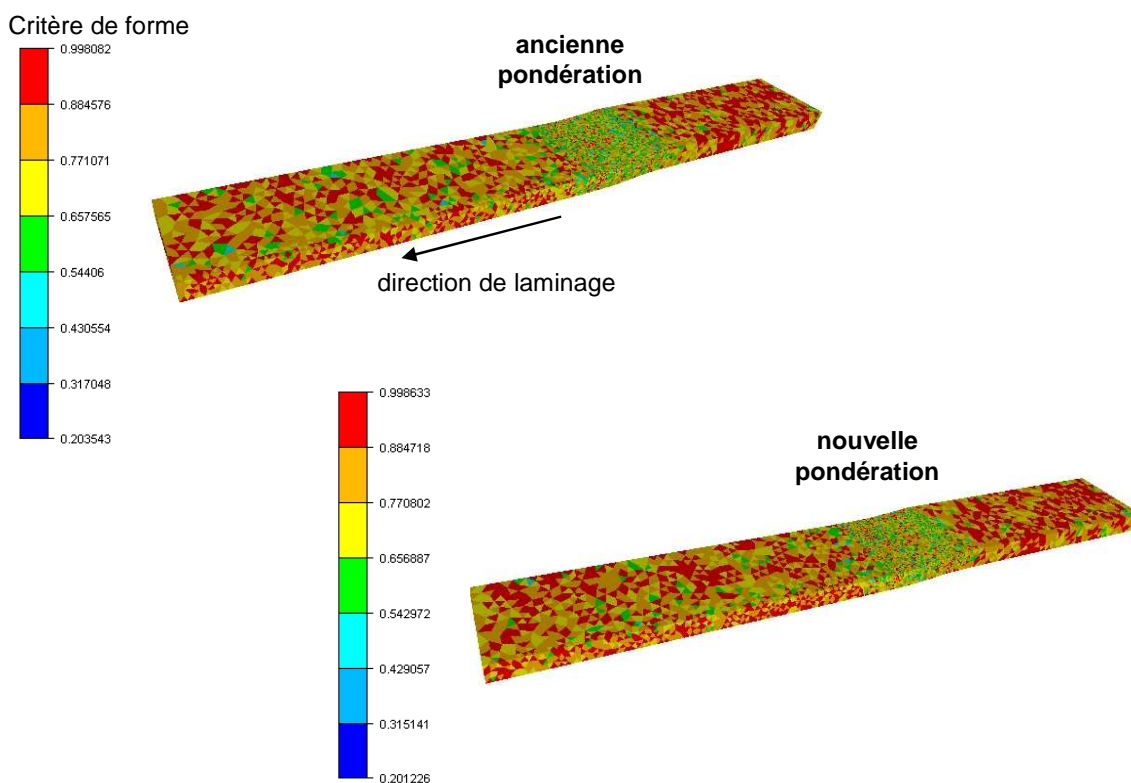 Critère de forme
0.998082
0.884576
0.771071
0.657565
0.54406
0.430554
0.317048
0.203543
ancienne
pondération
direction de laminage
0.998633
0.884718
0.770802
0.656887
0.542972
0.429057
0.315141
0.201226
nouvelle
pondération